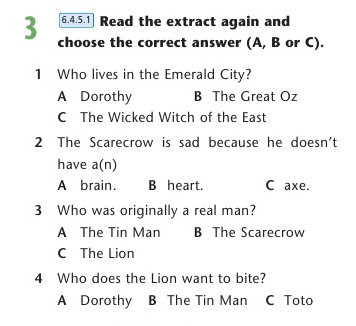 3 6.4.5.1 Read the extract again and
choose the correct answer (A, B or C).
1 Who lives in the Emerald City?
A Dorothy B The Great Oz
C The Wicked Witch of the East
2 The Scarecrow is sad because he doesn't
have a(n)
A brain. B heart. C axe.
3 Who was originally a real man?
A The Tin Man B The Scarecrow
C The Lion
4 Who does the Lion want to bite?
A Dorothy B The Tin Man C Toto